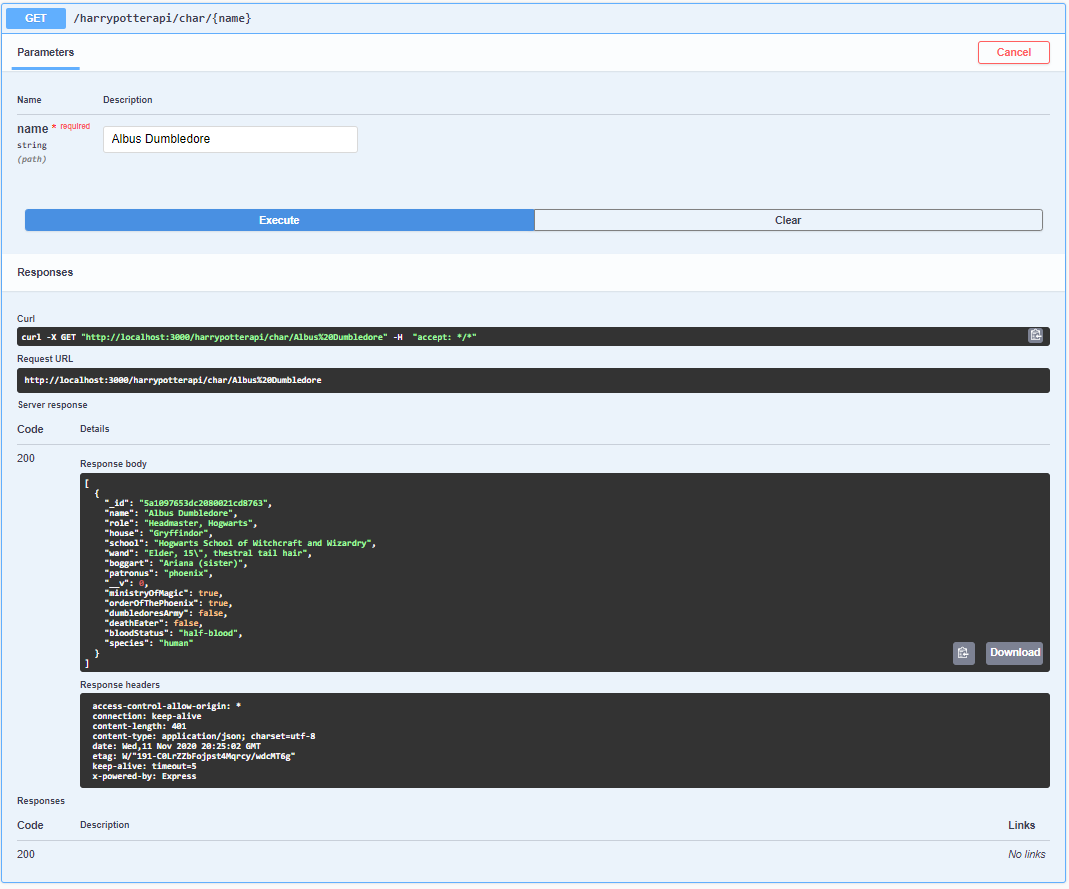 GET /harrypotterapi/char/{name}
Parameters
Cancel
Name Description
name * required
string
(path)
Albus Dumbledore
Execute Clear
Responses
Curl
curl -X GET "http://localhost:3000/harrypotterapi/char/Albus%20Dumbledore" -H  "accept: */*"
Request URL
http://localhost:3000/harrypotterapi/char/Albus%20Dumbledore
Server response
Code Details
200
Response body
[
  {
    "_id": "5a1097653dc2080021cd8763",
    "name": "Albus Dumbledore",
    "role": "Headmaster, Hogwarts",
    "house": "Gryffindor",
    "school": "Hogwarts School of Witchcraft and Wizardry",
    "wand": "Elder, 15\", thestral tail hair",
    "boggart": "Ariana (sister)",
    "patronus": "phoenix",
    "__v": 0,
    "ministryOfMagic": true,
    "orderOfThePhoenix": true,
    "dumbledoresArmy": false,
    "deathEater": false,
    "bloodStatus": "half-blood",
    "species": "human"
  }
]
Download
Response headers
access-control-allow-origin: *
connection: keep-alive
content-length: 401
content-type: application/json; charset=utf-8
date: Wed,11 Nov 2020 20:25:02 GMT
etag: W/"191-C0LrZZbFojpst4Mqrcy/wdcMT6g"
keep-alive: timeout=5
x-powered-by: Express
Responses
Code Description Links
200 No links